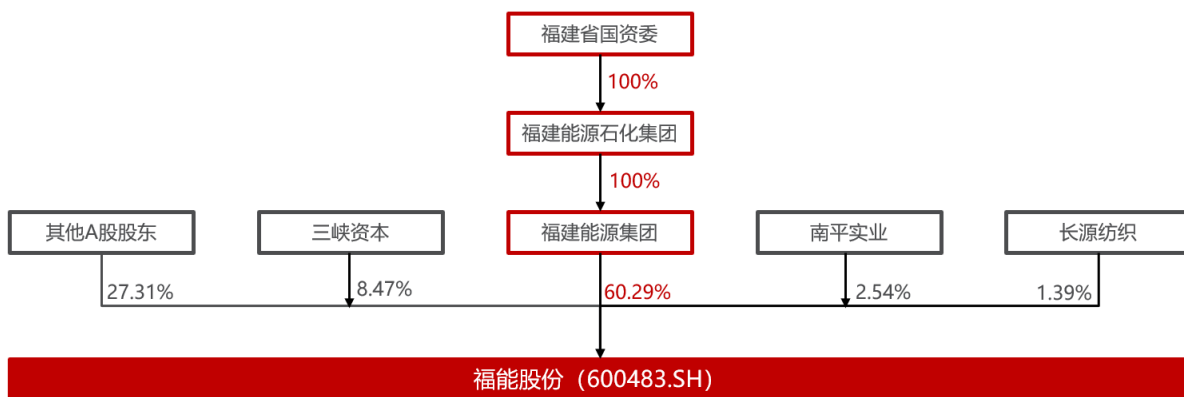 福建省国资委
100%
福建能源石化集团
100%
其他A股股东
三峡资本
福建能源集团
南平实业
长源纺织
27.31%
8.47%
60.29%
2.54%
1.39%
福能股份（600483.SH）